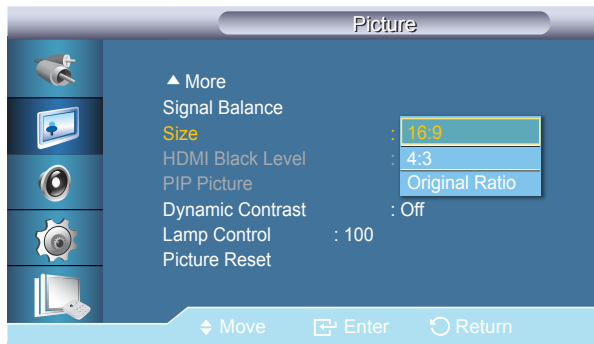 Picture
▲ More
Signal Balance
Size : 16:9
HDMI Black Level : 4:3
PIP Picture Original Ratio
Dynamic Contrast : Off
Lamp Control : 100
Picture Reset
Move Enter Return